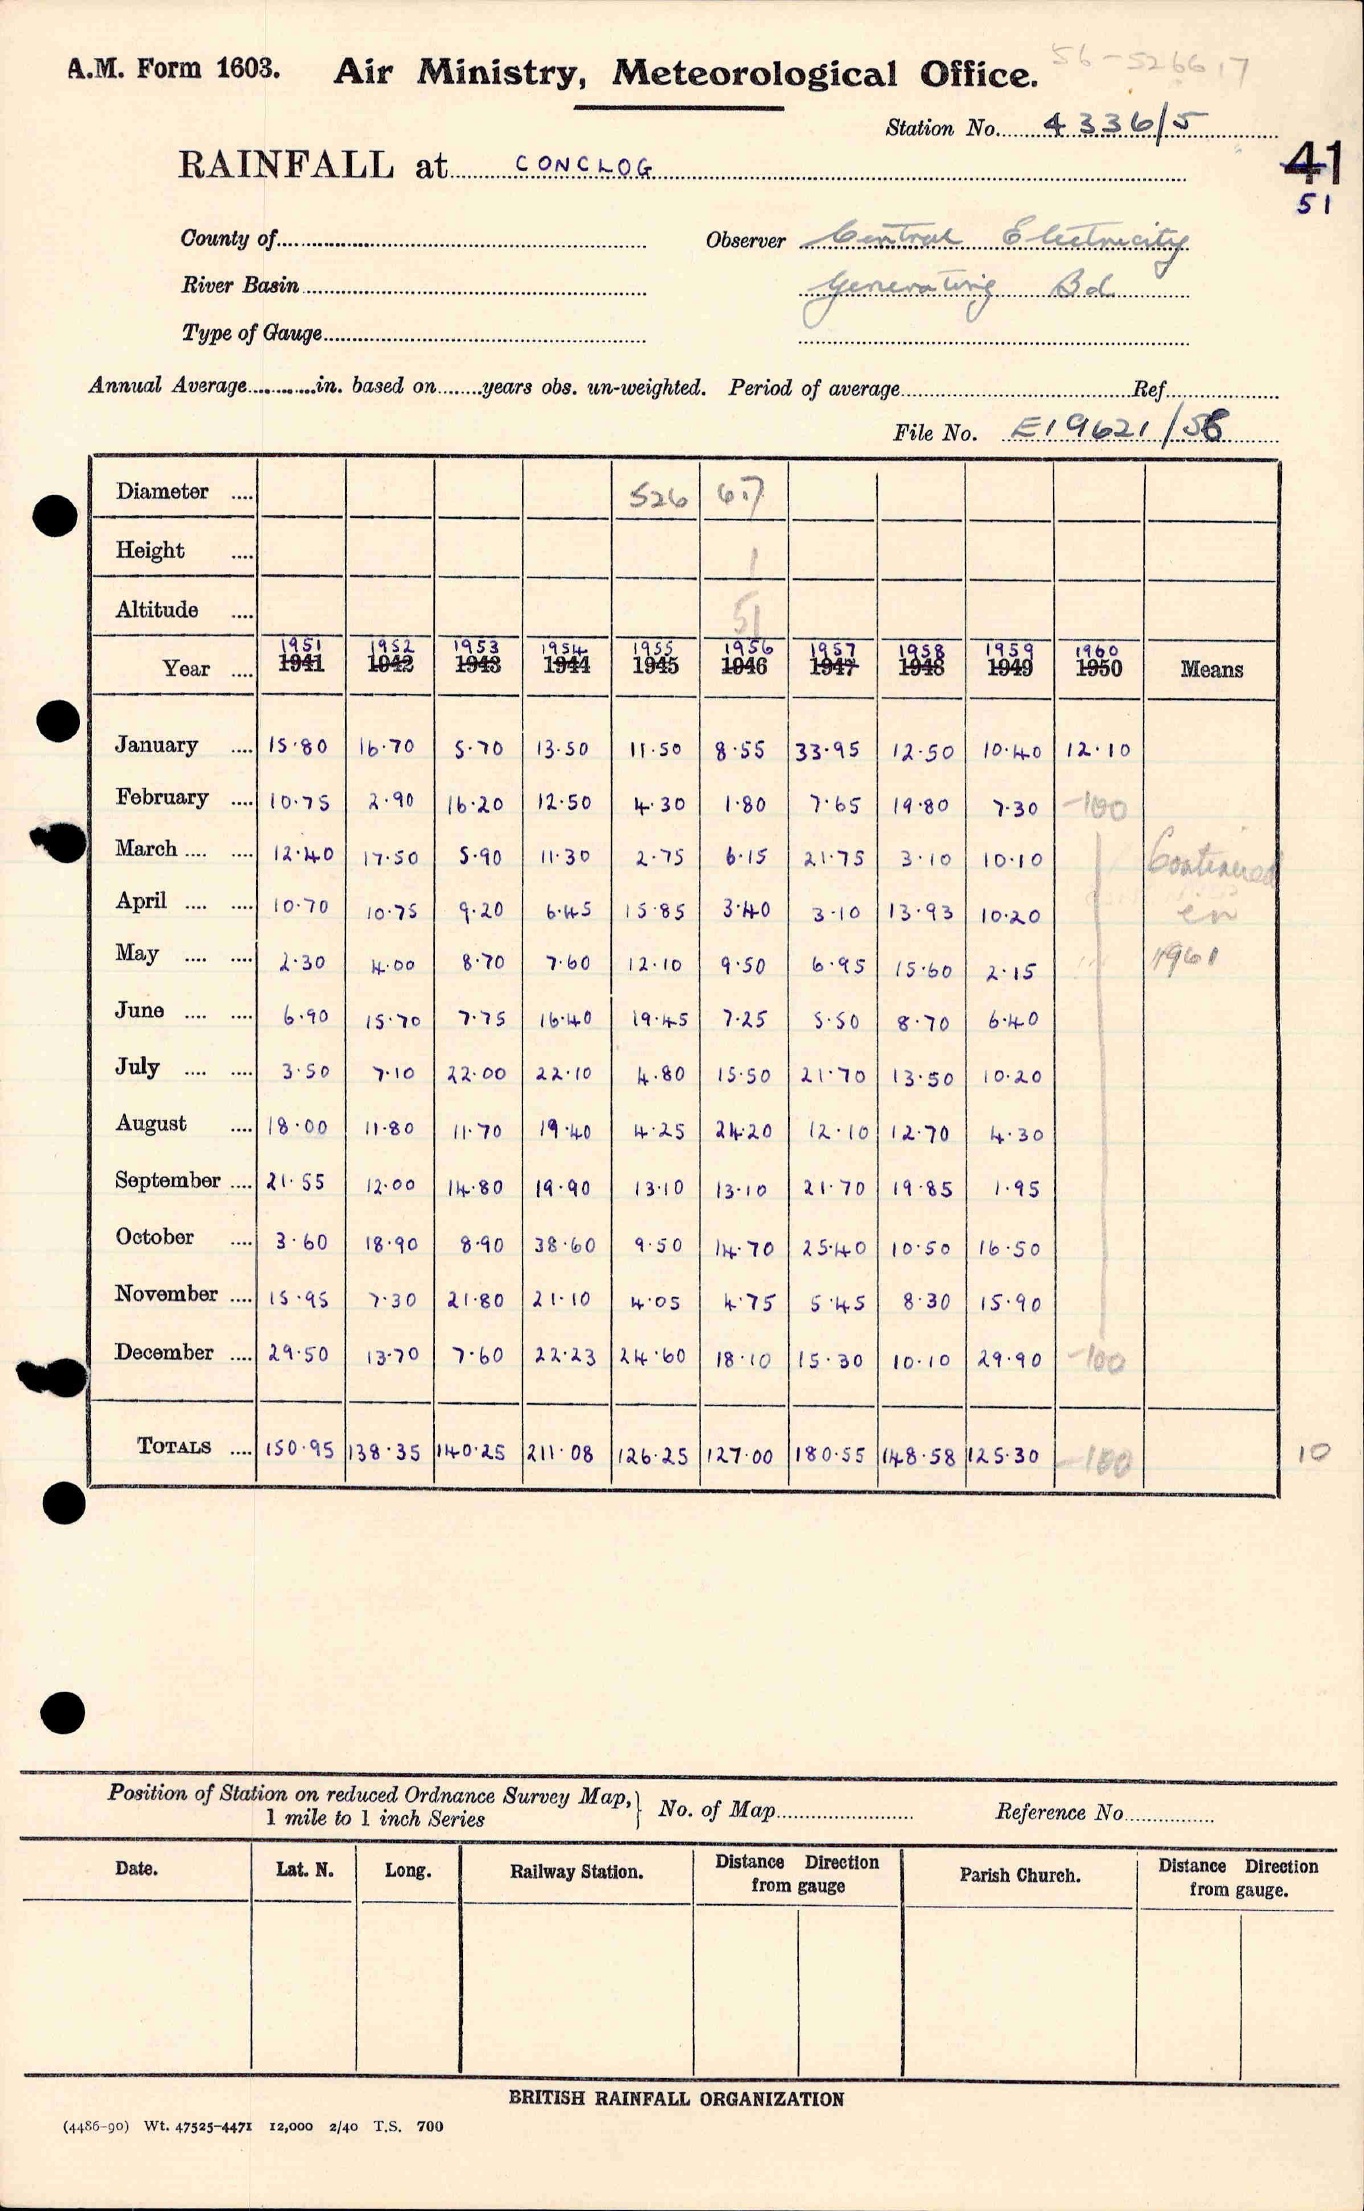 56-526617
A.M. Form 1603. Air Ministry, Meteorological Office.
Station No. 4336/5
RAINFALL at CONCLOG
41
51
County of Observer Central Electricity
River Basin Generating Bd
Type of Gauge
Annual Average in. based on years obs. un-weighted. Period of average Ref
File No. E19621/58
Diameter 526 67
Height 1
Altitude 51
1951 1952 1953 1954 1955 1956 1957 1958 1959 1960
Year 1941 1942 1943 1944 1945 1946 1947 1948 1949 1950 Means
January 15.80 16.70 5.70 13.50 11.50 8.55 33.95 12.50 10.40 12.10
February 10.75 2.90 16.20 12.50 4.30 1.80 7.65 19.80 7.30 -100
March 12.40 17.50 5.90 11.30 2.75 6.15 21.75 3.10 10.10 Continued
April 10.70 10.75 9.20 6.45 15.85 3.40 3.10 13.93 10.20 en
May 2.30 4.00 8.70 7.60 12.10 9.50 6.95 15.60 2.15 1961
June 6.90 15.70 7.75 16.40 19.45 7.25 5.50 8.70 6.40
July 3.50 7.10 22.00 22.10 4.80 15.50 21.70 13.50 10.20
August 18.00 11.80 11.70 19.40 4.25 24.20 12.10 12.70 4.30
September 21.55 12.00 14.80 19.90 13.10 13.10 21.70 19.85 1.95
October 3.60 18.90 8.90 38.60 9.50 14.70 25.40 10.50 16.50
November 15.95 7.30 21.80 21.10 4.05 4.75 5.45 8.30 15.90
December 29.50 13.70 7.60 22.23 24.60 18.10 15.30 10.10 29.90 -100
TOTALS 150.95 138.35 140.25 211.08 126.25 127.00 180.55 148.58 125.30 -100 10
Position of Station on reduced Ordnance Survey Map, } No. of Map Reference No
1 mile to 1 inch Series
Date. Lat. N. Long. Railway Station. Distance Direction Parish Church. Distance Direction
from gauge from gauge.
BRITISH RAINFALL ORGANIZATION
(4486-90) Wt. 47525-4471 12,000 2/40 T.S. 700